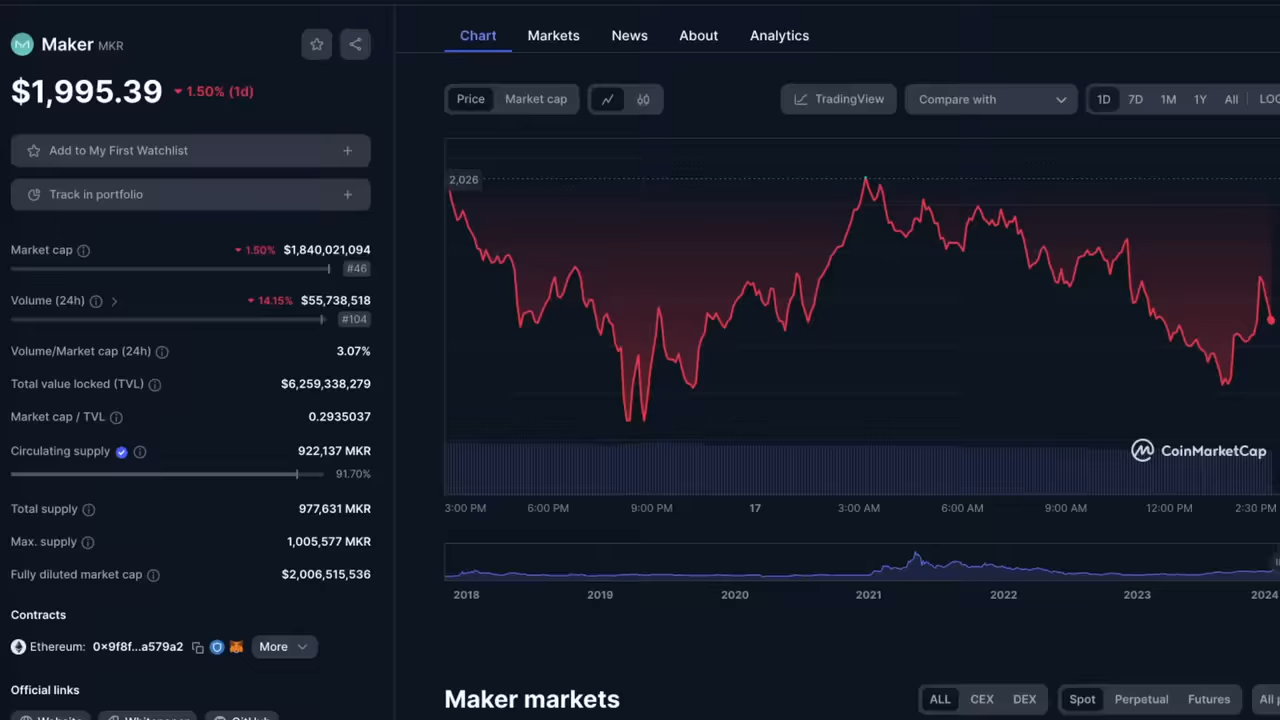 Maker MKR
$1,995.39 1.50% (1d)
Add to My First Watchlist +
Track in portfolio +
Market cap 1.50% $1,840,021,094
#46
Volume (24h) 14.15% $55,738,518
#104
Volume/Market cap (24h) 3.07%
Total value locked (TVL) $6,259,338,279
Market cap / TVL 0.2935037
Circulating supply 922,137 MKR
91.70%
Total supply 977,631 MKR
Max. supply 1,005,577 MKR
Fully diluted market cap $2,006,515,536
Contracts
Ethereum: 0x9f8f...a579a2 More
Official links
Website Whitepaper GitHub
Chart Markets News About Analytics
Price Market cap TradingView Compare with 1D 7D 1M 1Y All LOG
2,026
CoinMarketCap
3:00 PM 6:00 PM 9:00 PM 17 3:00 AM 6:00 AM 9:00 AM 12:00 PM 2:30 PM
2018 2019 2020 2021 2022 2023 2024
Maker markets ALL CEX DEX Spot Perpetual Futures All